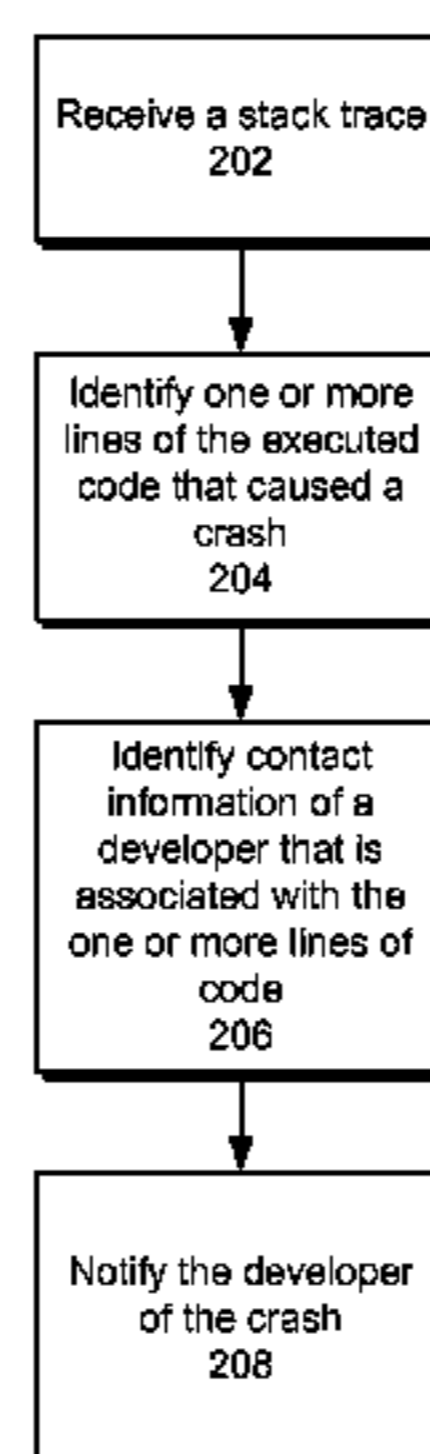 Receive a stack trace
202
Identify one or more
lines of the executed
code that caused a
crash
204
Identify contact
information of a
developer that is
associated with the
one or more lines of
code
206
Notify the developer
of the crash
208